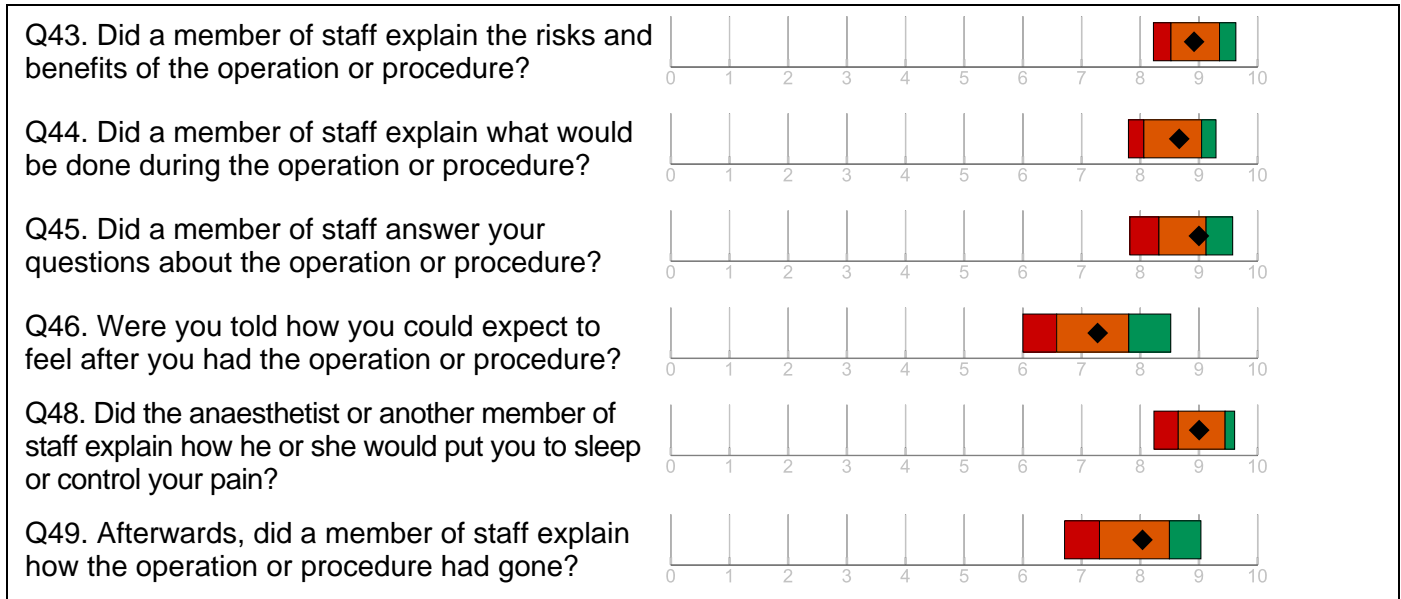 Q43. Did a member of staff explain the risks and
benefits of the operation or procedure?
0 1 2 3 4 5 6 7 8 9 10
Q44. Did a member of staff explain what would
be done during the operation or procedure?
0 1 2 3 4 5 6 7 8 9 10
Q45. Did a member of staff answer your
questions about the operation or procedure?
0 1 2 3 4 5 6 7 8 9 10
Q46. Were you told how you could expect to
feel after you had the operation or procedure?
0 1 2 3 4 5 6 7 8 9 10
Q48. Did the anaesthetist or another member of
staff explain how he or she would put you to sleep
or control your pain?
0 1 2 3 4 5 6 7 8 9 10
Q49. Afterwards, did a member of staff explain
how the operation or procedure had gone?
0 1 2 3 4 5 6 7 8 9 10